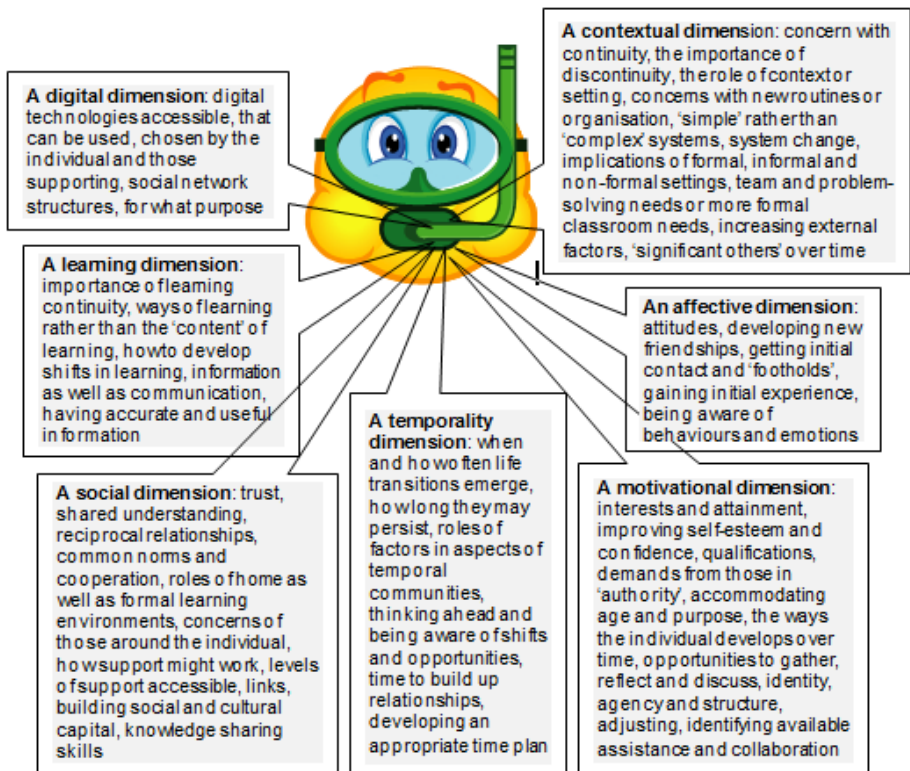 A digital dimension: digital
technologies accessible, that
can be used, chosen by the
individual and those
supporting, social network
structures, for what purpose
A contextual dimension: concern with
continuity, the importance of
discontinuity, the role of context or
setting, concerns with new routines or
organisation, ‘simple’ rather than
‘complex’ systems, system change,
implications of formal, informal and
non-formal settings, team and problem-
solving needs or more formal
classroom needs, increasing external
factors, ‘significant others’ over time
A learning dimension:
importance of learning
continuity, ways of learning
rather than the ‘content’ of
learning, how to develop
shifts in learning, information
as well as communication,
having accurate and useful
information
An affective dimension:
attitudes, developing new
friendships, getting initial
contact and ‘footholds’,
gaining initial experience,
being aware of
behaviours and emotions
A social dimension: trust,
shared understanding,
reciprocal relationships,
common norms and
cooperation, roles of home as
well as formal learning
environments, concerns of
those around the individual,
how support might work, levels
of support accessible, links,
building social and cultural
capital, knowledge sharing
skills
A temporality
dimension: when
and how often life
transitions emerge,
how long they may
persist, roles of
factors in aspects of
temporal
communities,
thinking ahead and
being aware of shifts
and opportunities,
time to build up
relationships,
developing an
appropriate time plan
A motivational dimension:
interests and attainment,
improving self-esteem and
confidence, qualifications,
demands from those in
‘authority’, accommodating
age and purpose, the ways
the individual develops over
time, opportunities to gather,
reflect and discuss, identity,
agency and structure,
adjusting, identifying available
assistance and collaboration